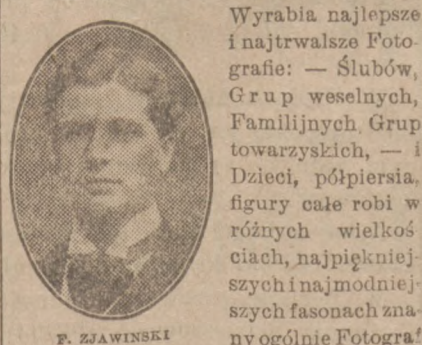 Wyrabia najlepsze
i najtrwalsze Foto-
grafie: — Ślubów,
Grup weselnych,
Familijnych Grup
towarzyskich, — i
Dzieci, półpiersia,
figury całe robi w
różnych wielkoś
ciach, najpiękniej-
szych i najmodniej-
szych fasonach zna-
ny ogólnie Fotograf
F. ZJAWINSKI